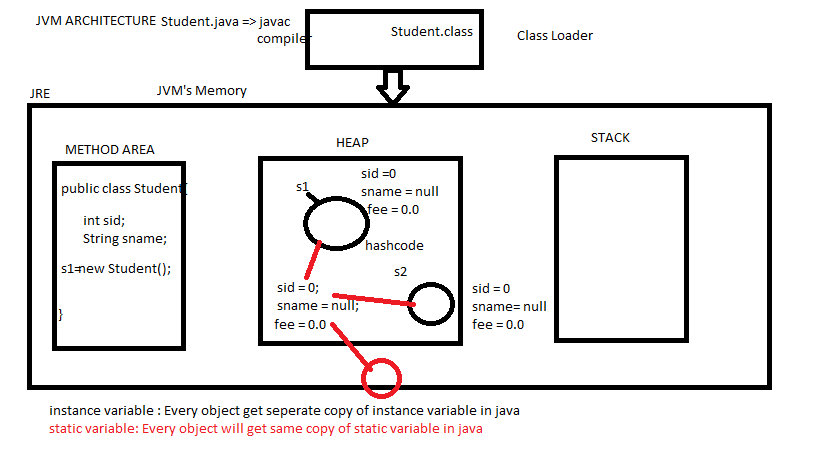 JVM ARCHITECTURE Student.java => javac
compiler
Student.class
Class Loader
JRE
JVM's Memory
METHOD AREA
public class Student{
int sid;
String sname;
s1=new Student();
}
HEAP
s1
sid =0
sname = null
fee = 0.0
hashcode
s2
sid = 0;
sname = null;
fee = 0.0
sid = 0
sname= null
fee = 0.0
STACK
instance variable : Every object get seperate copy of instance variable in java
static variable: Every object will get same copy of static variable in java